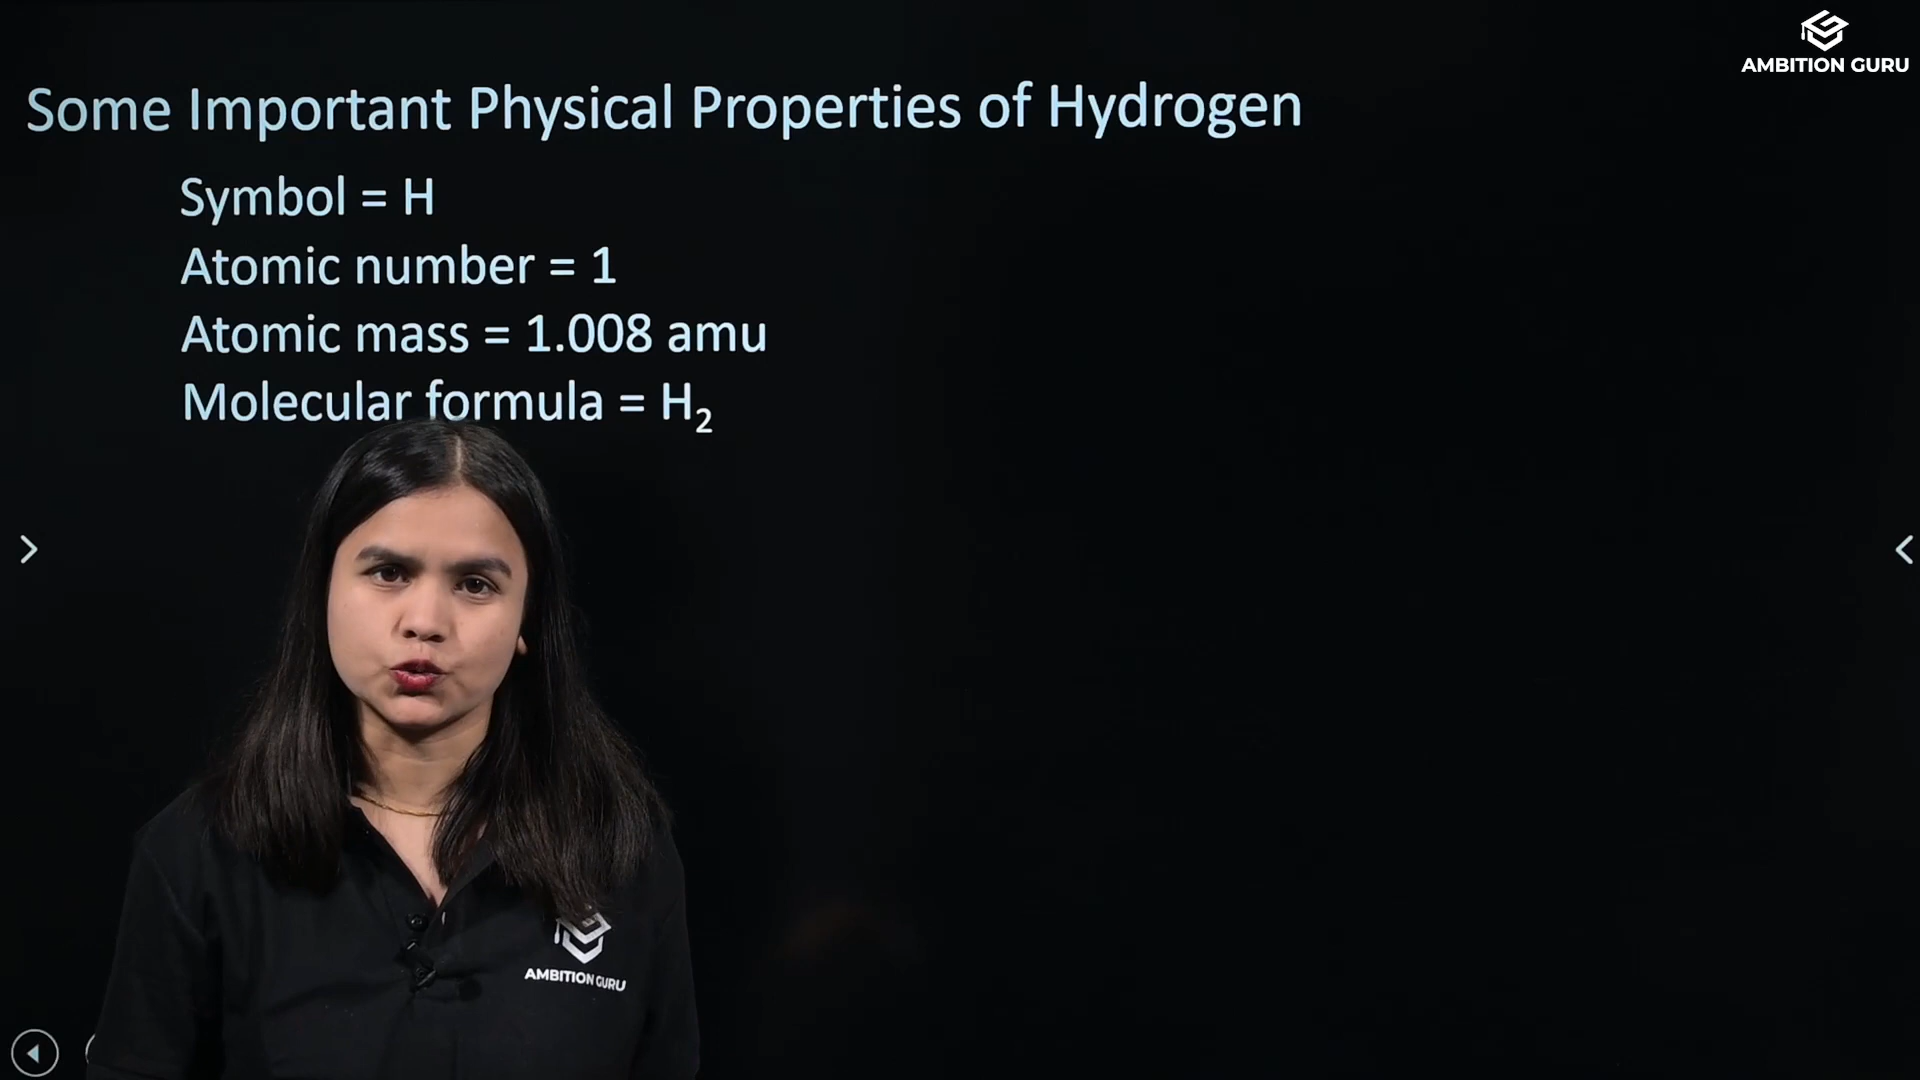 AMBITION GURU
Some Important Physical Properties of Hydrogen
Symbol = H
Atomic number = 1
Atomic mass = 1.008 amu
Molecular formula = H₂
AMBITION GURU